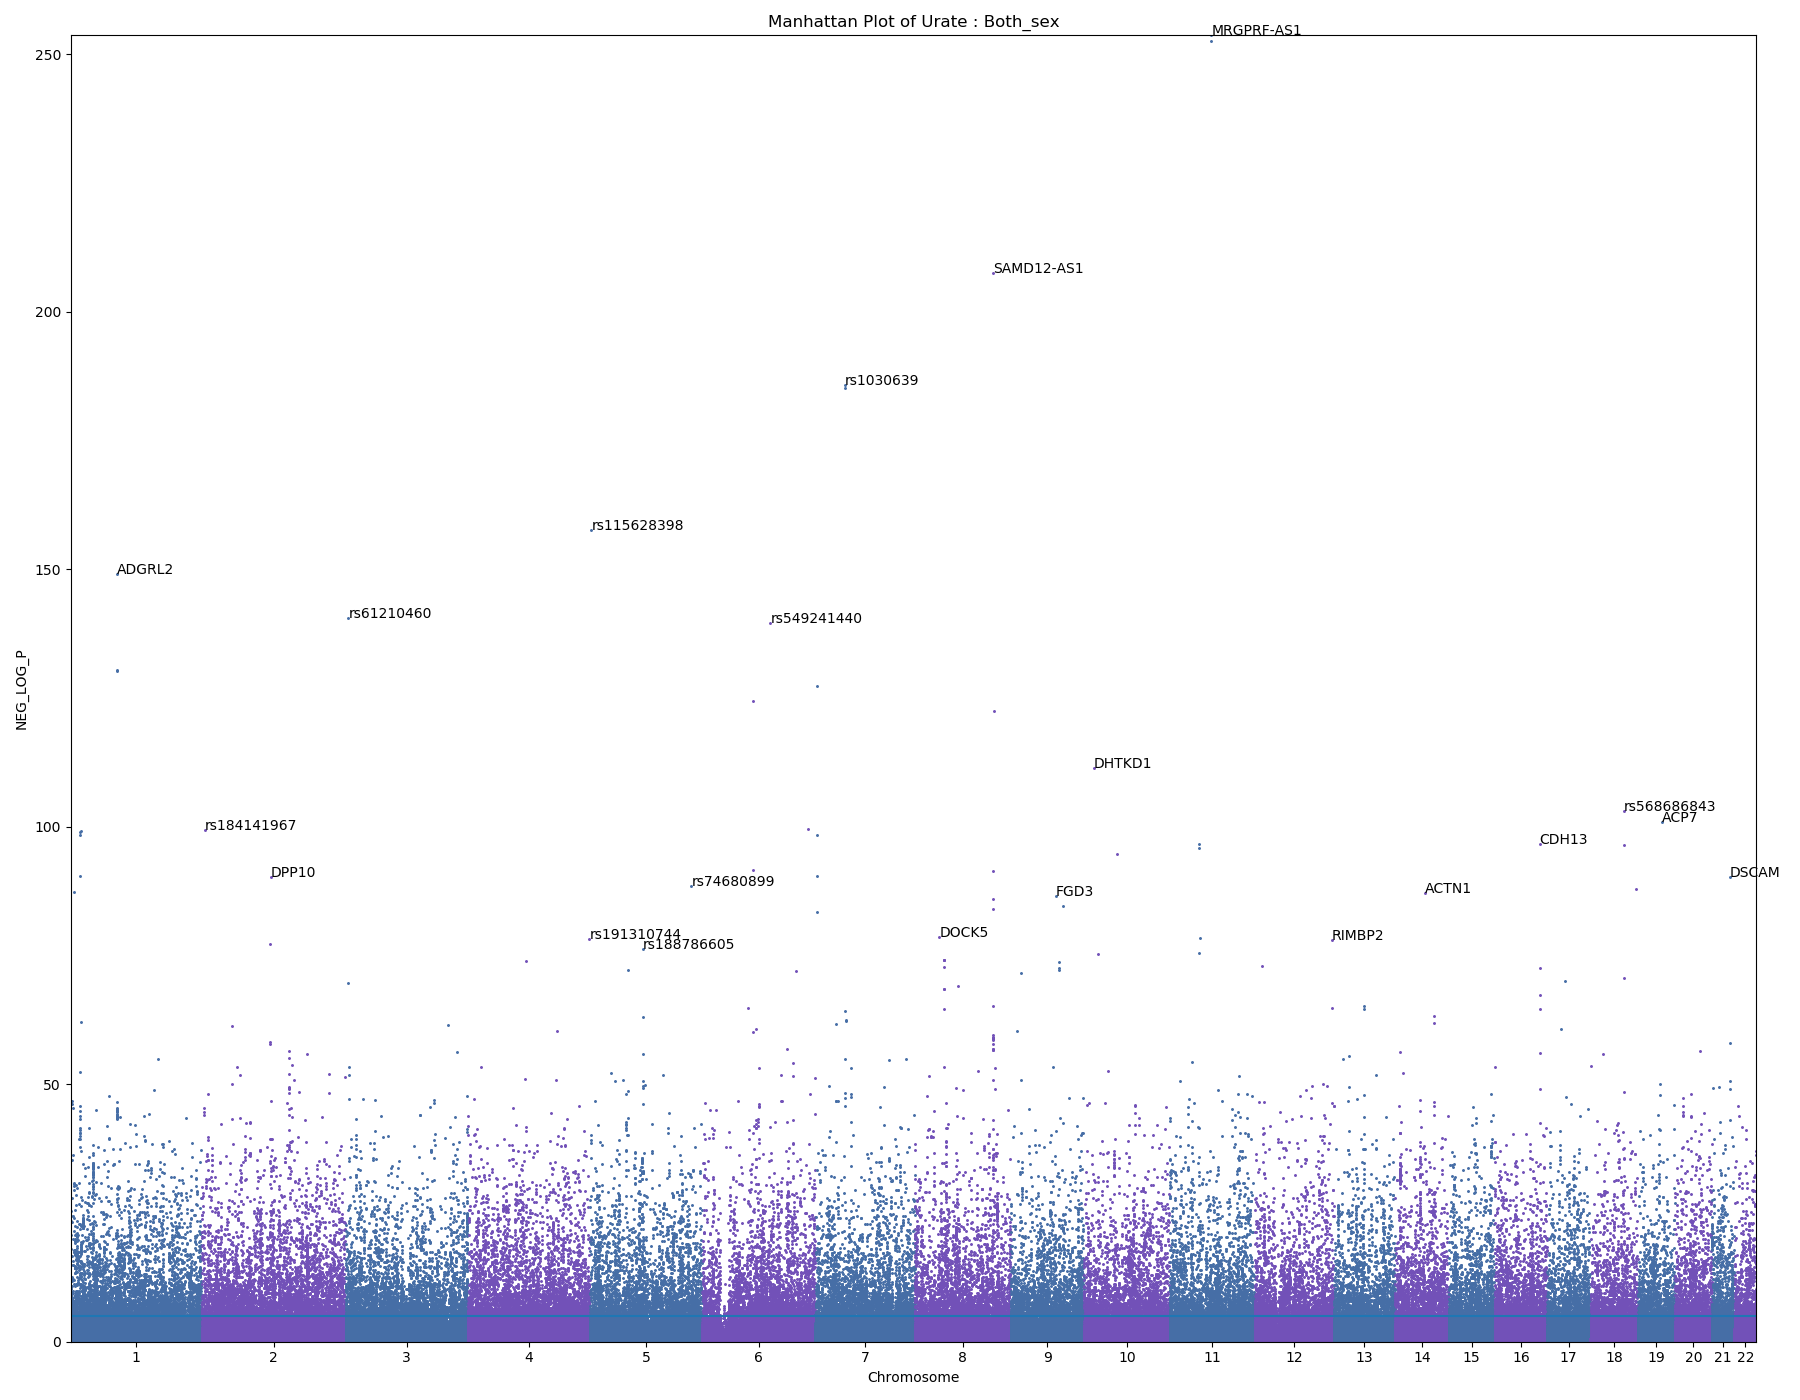 Manhattan Plot of Urate : Both_sex
MRGPRF-AS1
250
SAMD12-AS1
200
rs1030639
rs115628398
ADGRL2
150
rs61210460
rs549241440
NEG_LOG_P
DHTKD1
rs568686843
ACP7
rs184141967
100
CDH13
DPP10
DSCAM
rs74680899
FGD3
ACTN1
rs191310744
DOCK5
RIMBP2
rs188786605
50
0
1 2 3 4 5 6 7 8 9 10 11 12 13 14 15 16 17 18 19 20 21 22
Chromosome